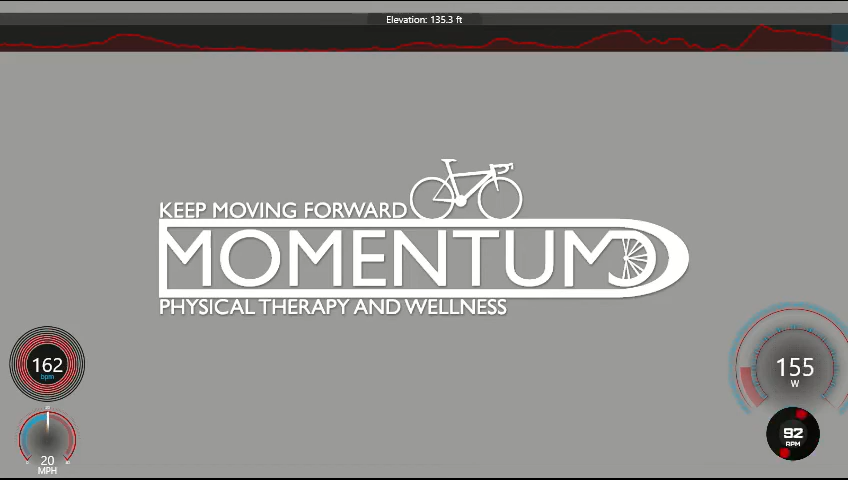 Elevation: 135.3 ft
KEEP MOVING FORWARD
MOMENTUM
PHYSICAL THERAPY AND WELLNESS
162
bpm
20
MPH
155
W
92
RPM